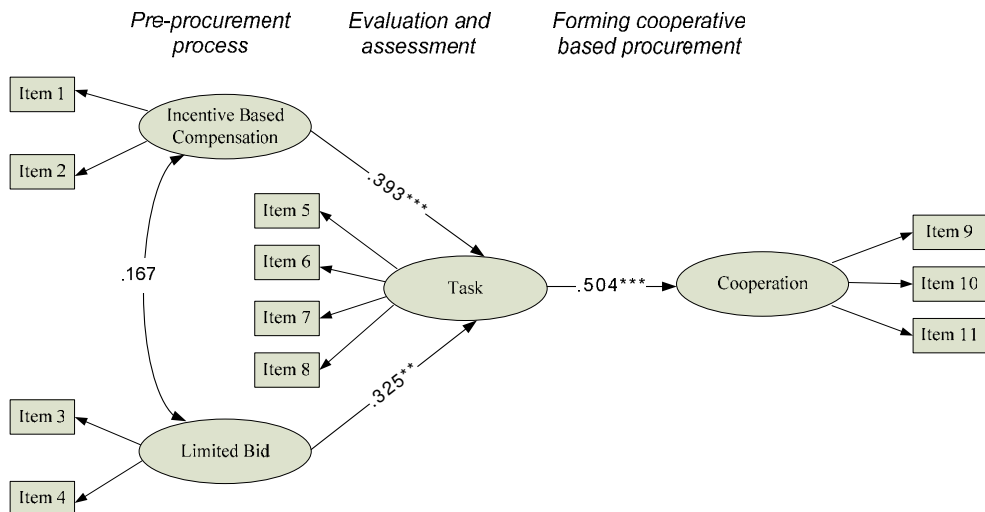 Pre-procurement
process
Evaluation and
assessment
Forming cooperative
based procurement
Item 1
Incentive Based
Compensation
Item 2
.393***
Item 5
Item 6
.167
Task
.504***
Cooperation
Item 9
Item 10
Item 11
Item 7
Item 8
.325**
Item 3
Limited Bid
Item 4